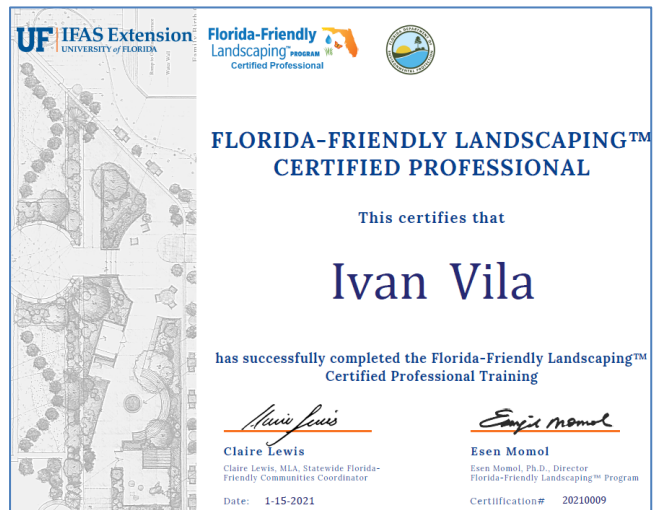 UF IFAS Extension
UNIVERSITY of FLORIDA
Florida-Friendly
Landscaping™ PROGRAM
Certified Professional
FLORIDA-FRIENDLY LANDSCAPING™
CERTIFIED PROFESSIONAL
This certifies that
Ivan Vila
has successfully completed the Florida-Friendly Landscaping™
Certified Professional Training
Claire Lewis
Esen Momol
Claire Lewis, MLA, Statewide Florida-
Friendly Communities Coordinator
Esen Momol, Ph.D., Director
Florida-Friendly Landscaping™ Program
Date: 1-15-2021
Certification# 20210009